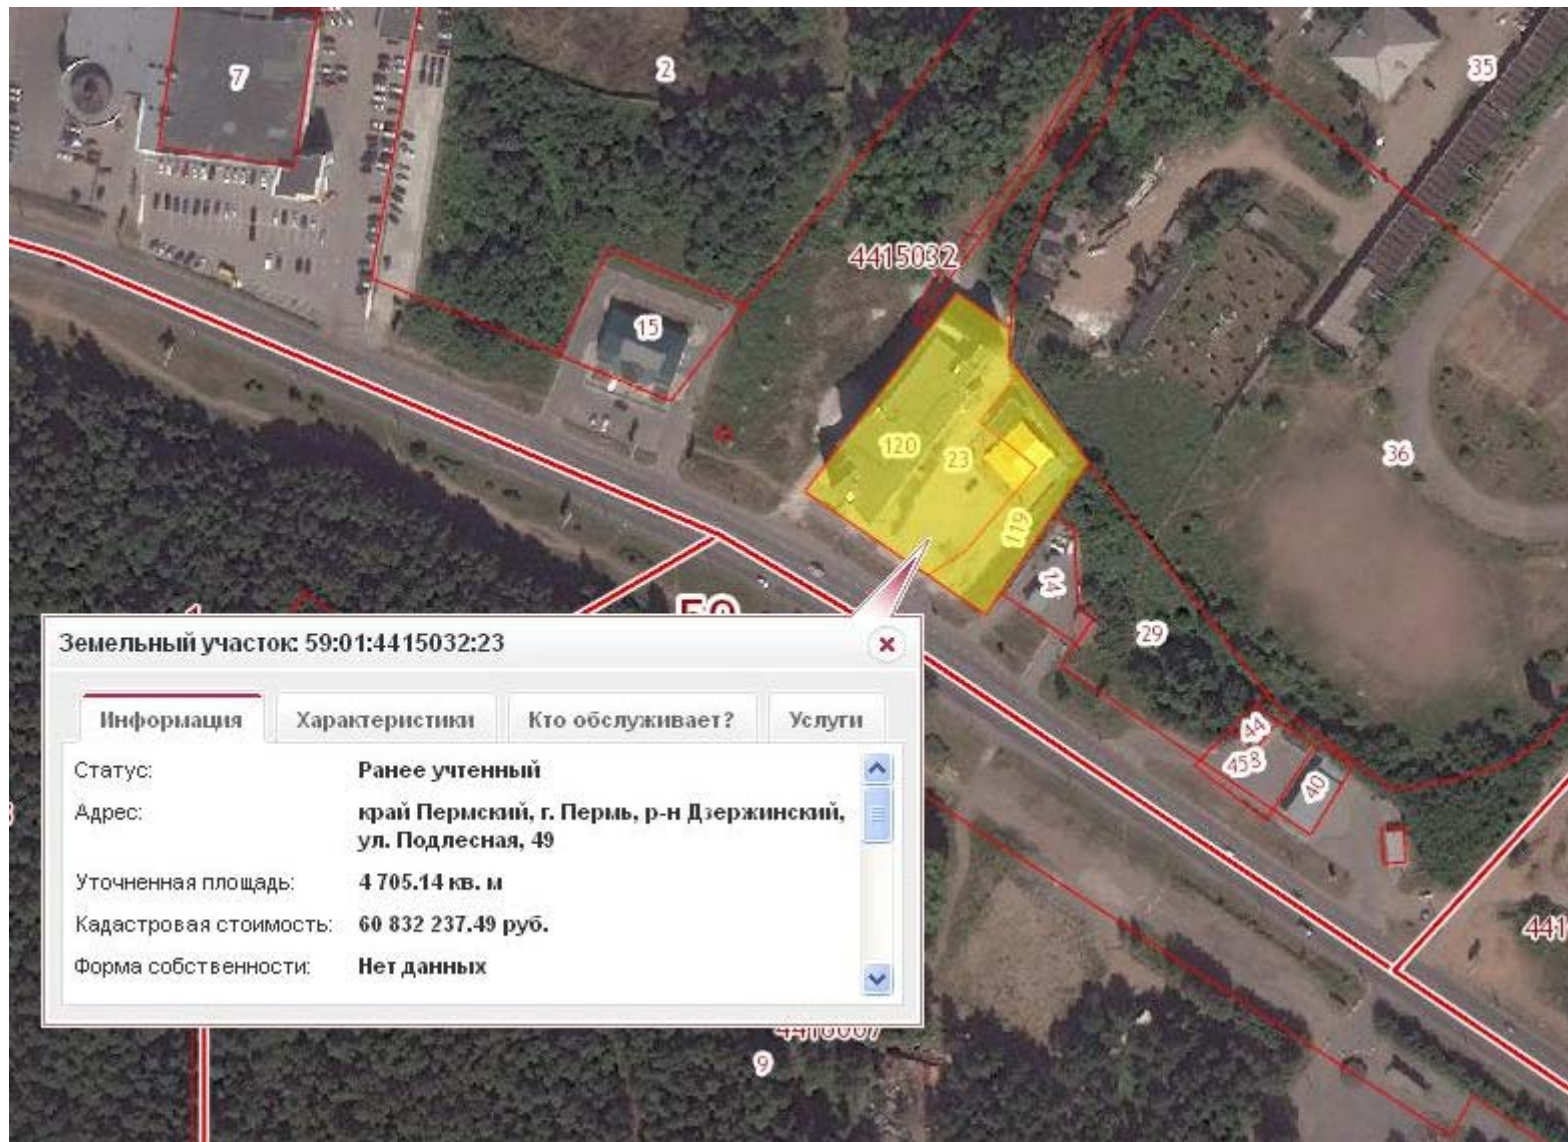 7
2
35
4415032
15
36
120
23
119
14
29
44
458
40
59
Земельный участок: 59:01:4415032:23
Информация
Характеристики
Кто обслуживает?
Услуги
Статус: Ранее учтенный
Адрес: край Пермский, г. Пермь, р-н Дзержинский,
ул. Подлесная, 49
Уточненная площадь: 4 705.14 кв. м
Кадастровая стоимость: 60 832 237.49 руб.
Форма собственности: Нет данных
441
9